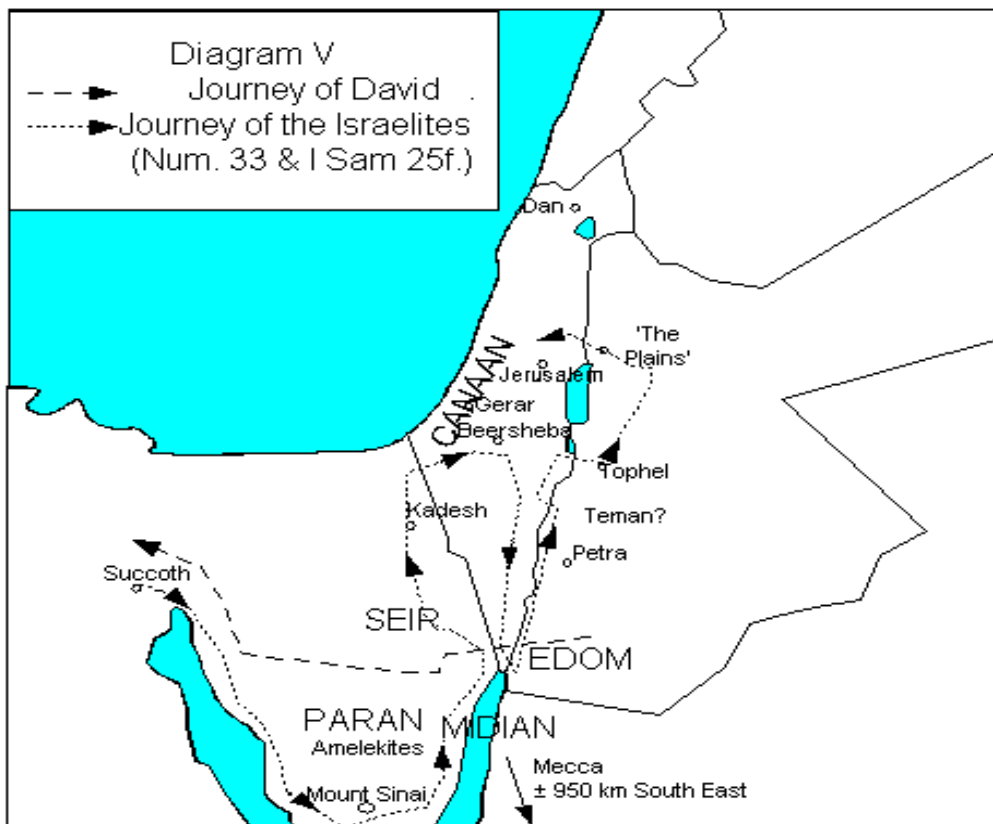 Diagram V
Journey of David .
Journey of the Israelites
(Num. 33 & I Sam 25f.)
Dan
'The
Plains'
CANAAN
Jerusalem
Gerar
Beersheba
Tophel
Kadesh
Teman?
Petra
Succoth
SEIR
EDOM
PARAN
MIDIAN
Amelekites
Mecca
± 950 km South East
Mount Sinai